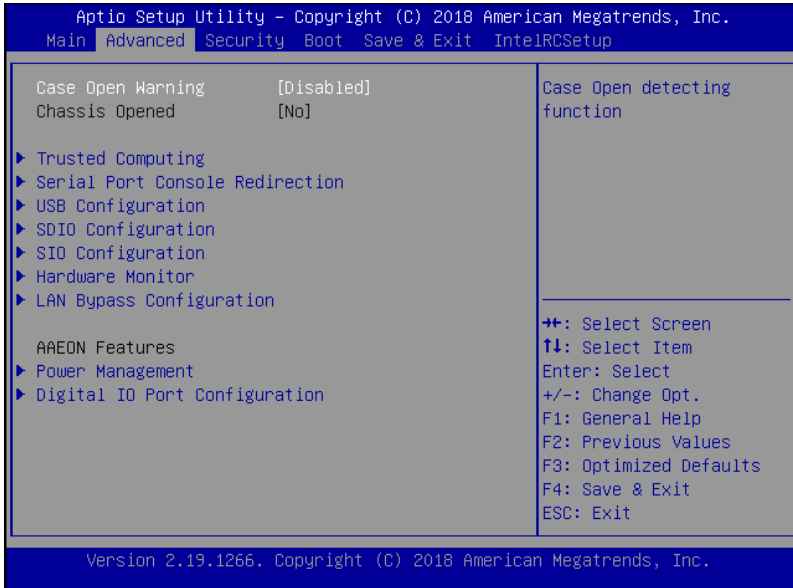 Aptio Setup Utility – Copyright (C) 2018 American Megatrends, Inc.
Main Advanced Security Boot Save & Exit IntelRCSetup
Case Open Warning [Disabled]
Chassis Opened [No]
Trusted Computing
Serial Port Console Redirection
USB Configuration
SDIO Configuration
SIO Configuration
Hardware Monitor
LAN Bypass Configuration
AAEON Features
Power Management
Digital IO Port Configuration
Case Open detecting
function
→←: Select Screen
↑↓: Select Item
Enter: Select
+/-: Change Opt.
F1: General Help
F2: Previous Values
F3: Optimized Defaults
F4: Save & Exit
ESC: Exit
Version 2.19.1266. Copyright (C) 2018 American Megatrends, Inc.